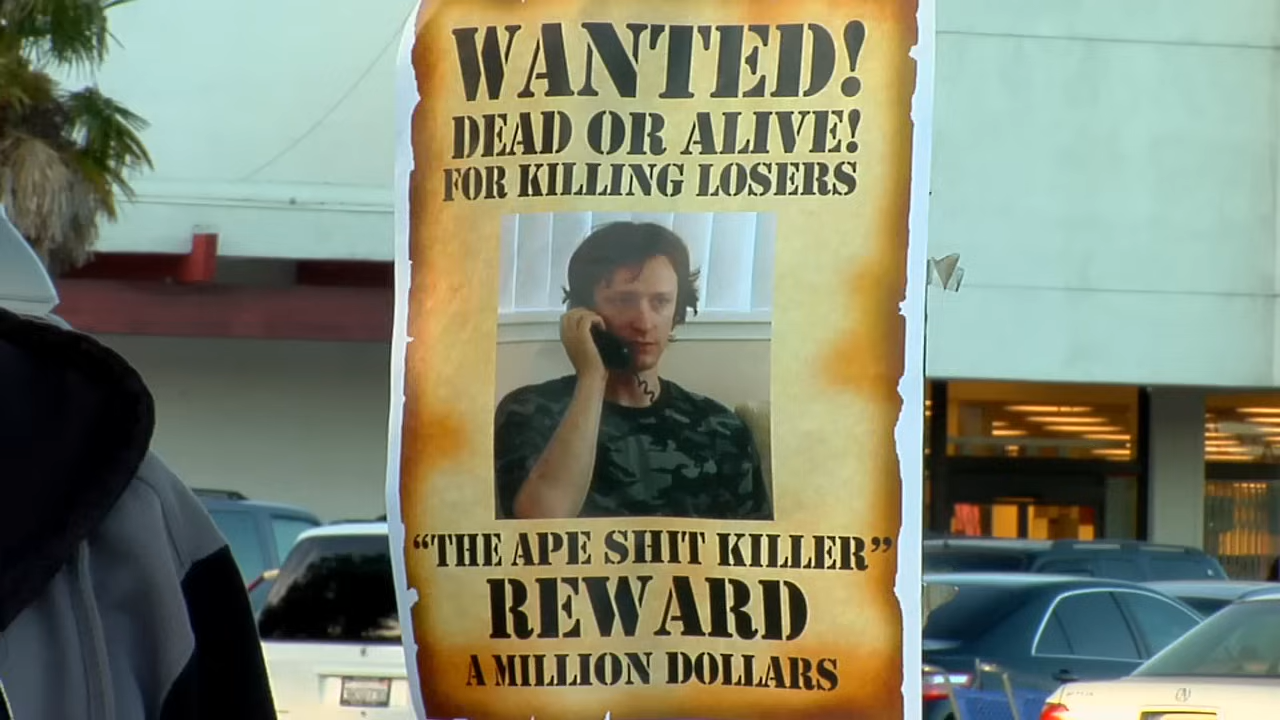 WANTED!
DEAD OR ALIVE!
FOR KILLING LOSERS
“THE APE SHIT KILLER”
REWARD
A MILLION DOLLARS